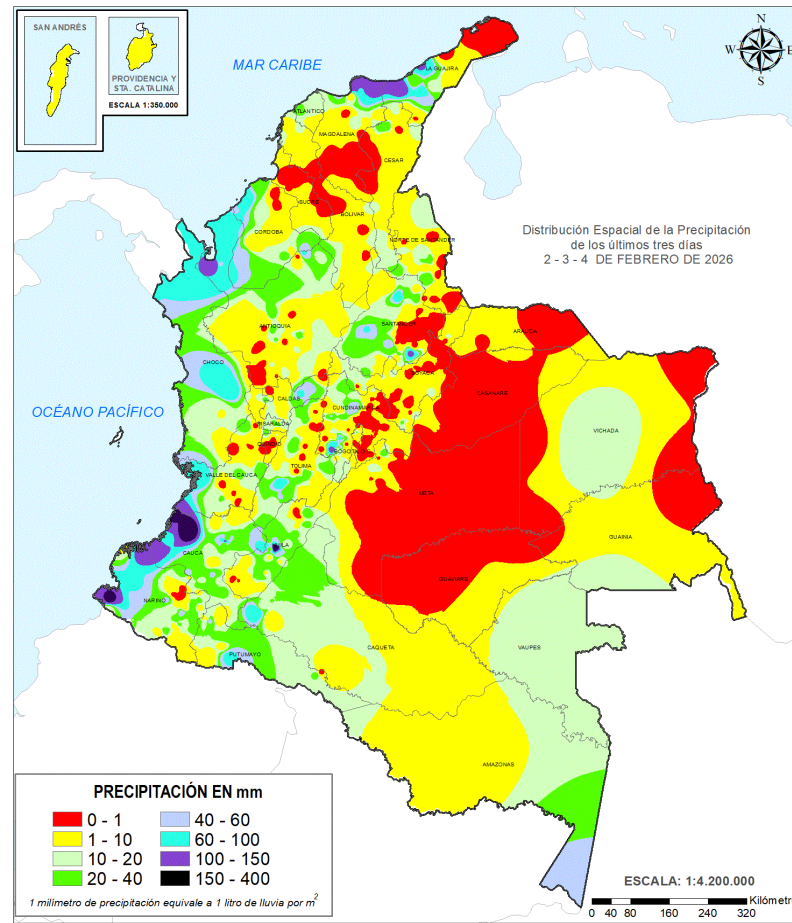 SAN ANDRÉS
PROVIDENCIA Y
STA. CATALINA
ESCALA 1:350.000
MAR CARIBE
N
W
E
S
LA GUAJIRA
ATLANTICO
MAGDALENA
CESAR
SUCRE
BOLIVAR
CORDOBA
NORTE DE SANTANDER
Distribución Espacial de la Precipitación
de los últimos tres días
2 - 3 - 4 DE FEBRERO DE 2026
ANTIOQUIA
SANTANDER
ARAUCA
CHOCO
BOYACA
CASANARE
OCÉANO PACÍFICO
CALDAS
CUNDINAMARCA
VICHADA
RISARALDA
QUINDIO
BOGOTA D.C
TOLIMA
VALLE DEL CAUCA
META
GUAINIA
HUILA
CAUCA
GUAVIARE
NARIÑO
CAQUETA
VAUPES
PUTUMAYO
AMAZONAS
PRECIPITACIÓN EN mm
0 - 1
40 - 60
1 - 10
60 - 100
10 - 20
100 - 150
20 - 40
150 - 400
1 milímetro de precipitación equivale a 1 litro de lluvia por m2
ESCALA: 1:4.200.000
Kilómetr
0 40 80 160 240 320